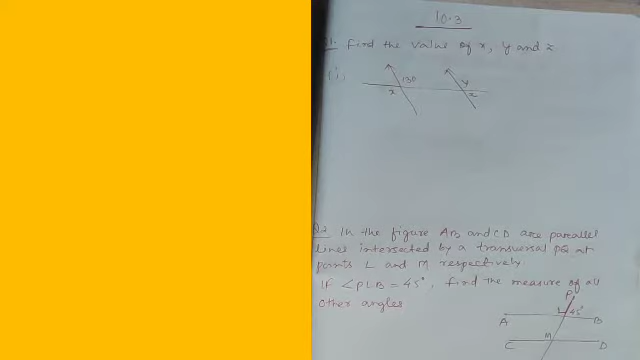 10.3
Q1. Find the value of x, y and z
(i),
130
x
y
z
Q2 In the figure AB and CD are parallel
lines intersected by a transversal PQ at
points L and M respectively.
If ∠PLB = 45°, find the measure of all
other angles
P
L 45°
A B
M
C D